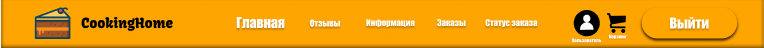 CookingHome Главная Отзывы Информация Заказы Статус заказа Пользователь Корзина Выйти